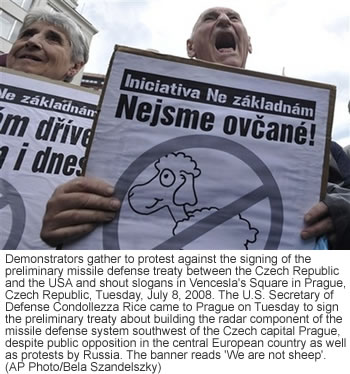 Ne základnám
m dříve
i dnes
Iniciativa Ne základnám
Nejsme ovčané!
Demonstrators gather to protest against the signing of the
preliminary missile defense treaty between the Czech Republic
and the USA and shout slogans in Vencesla's Square in Prague,
Czech Republic, Tuesday, July 8, 2008. The U.S. Secretary of
Defense Condollezza Rice came to Prague on Tuesday to sign
the preliminary treaty about building the radar component of the
missile defense system southwest of the Czech capital Prague,
despite public opposition in the central European country as well
as protests by Russia. The banner reads 'We are not sheep'.
(AP Photo/Bela Szandelszky)